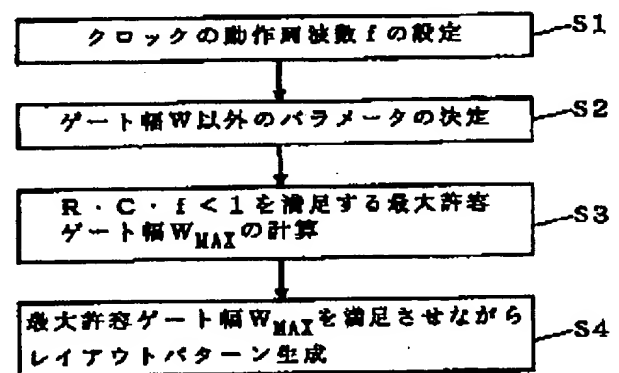 クロックの動作周波数fの設定
S1
ゲート幅W以外のパラメータの決定
S2
R・C・f<1を満足する最大許容
ゲート幅WMAXの計算
S3
最大許容ゲート幅WMAXを満足させながら
レイアウトパターン生成
S4